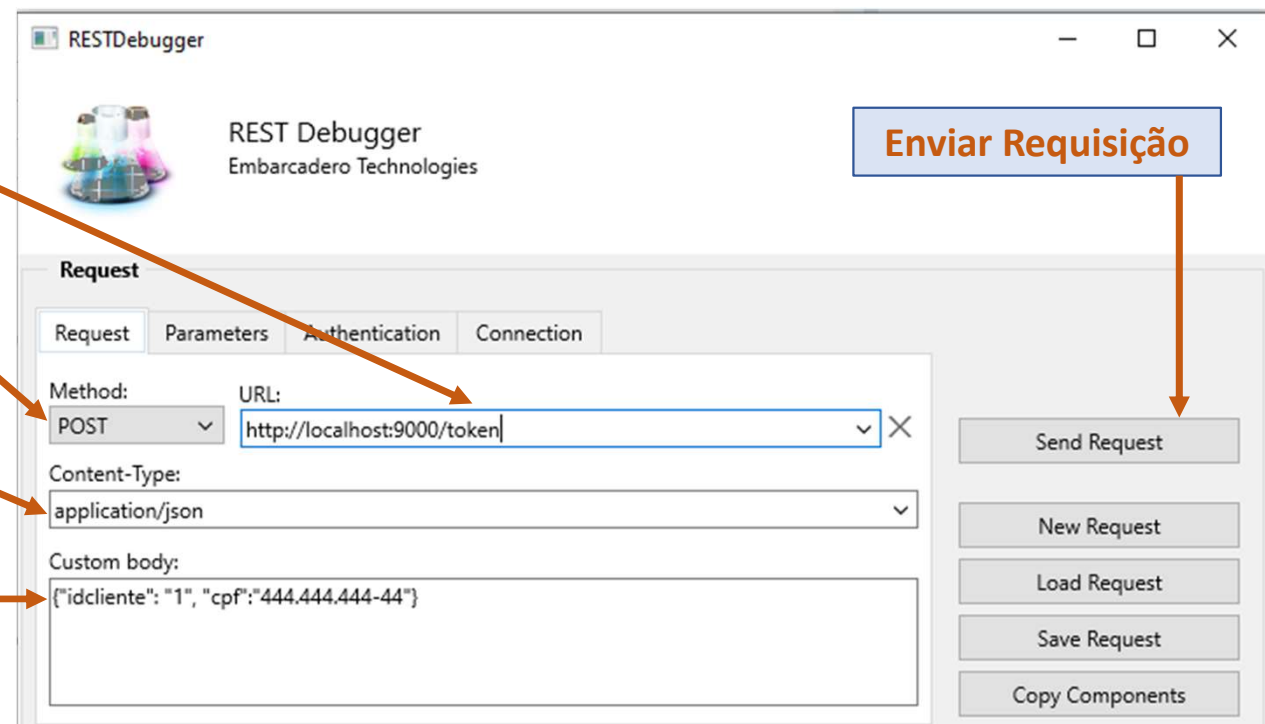 RESTDebugger
REST Debugger
Embarcadero Technologies
Enviar Requisição
Request
Request Parameters Authentication Connection
Method: URL:
POST http://localhost:9000/token
Send Request
Content-Type:
application/json
New Request
Custom body:
{"idcliente": "1", "cpf":"444.444.444-44"}
Load Request
Save Request
Copy Components